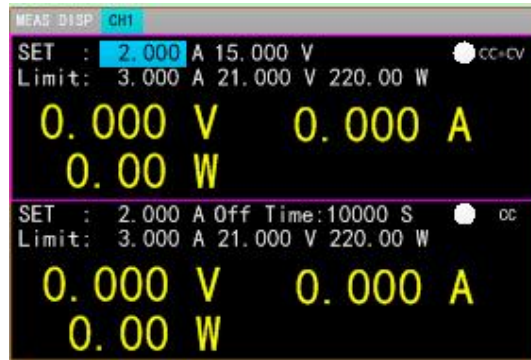 MEAS DISP CH1
SET : 2.000 A 15.000 V CC+CV
Limit: 3.000 A 21.000 V 220.00 W
0.000 V 0.000 A
0.00 W
SET : 2.000 A Off Time:10000 S CC
Limit: 3.000 A 21.000 V 220.00 W
0.000 V 0.000 A
0.00 W